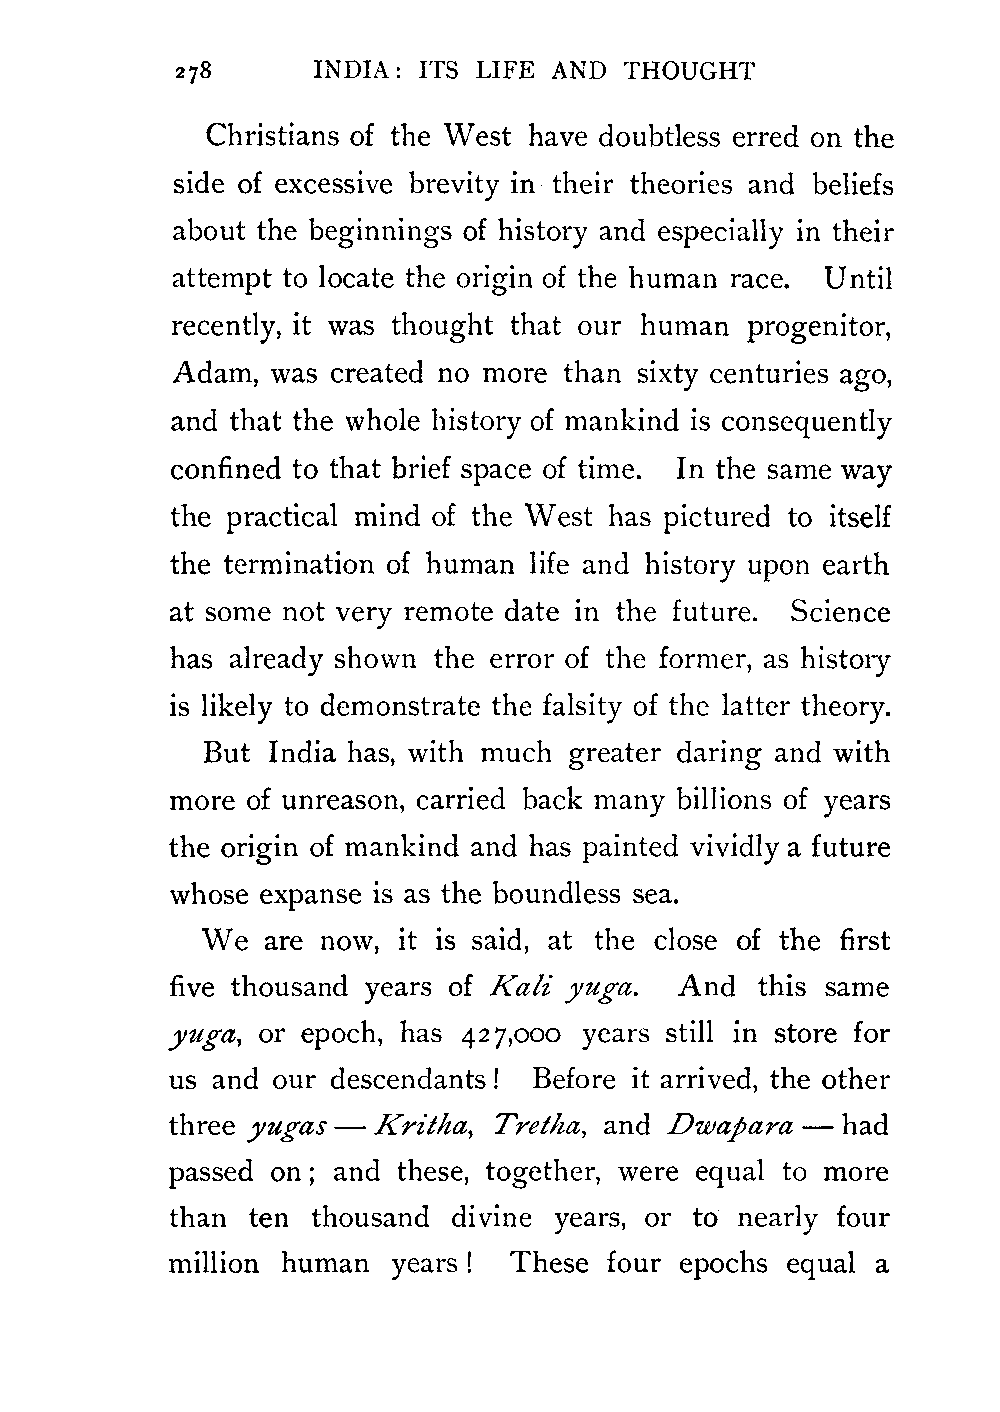 278 INDIA: ITS LIFE AND THOUGHT
Christians of the West have doubtless erred on the
side of excessive brevity in their theories and beliefs
about the beginnings of history and especially in their
attempt to locate the origin of the human race. Until
recently, it was thought that our human progenitor,
Adam, was created no more than sixty centuries ago,
and that the whole history of mankind is consequently
confined to that brief space of time. In the same way
the practical mind of the West has pictured to itself
the termination of human life and history upon earth
at some not very remote date in the future. Science
has already shown the error of the former, as history
is likely to demonstrate the falsity of the latter theory.
But India has, with much greater daring and with
more of unreason, carried back many billions of years
the origin of mankind and has painted vividly a future
whose expanse is as the boundless sea.
We are now, it is said, at the close of the first
five thousand years of Kali yuga. And this same
yuga, or epoch, has 427,000 years still in store for
us and our descendants! Before it arrived, the other
three yugas — Kritha, Tretha, and Dwapara — had
passed on; and these, together, were equal to more
than ten thousand divine years, or to nearly four
million human years! These four epochs equal a